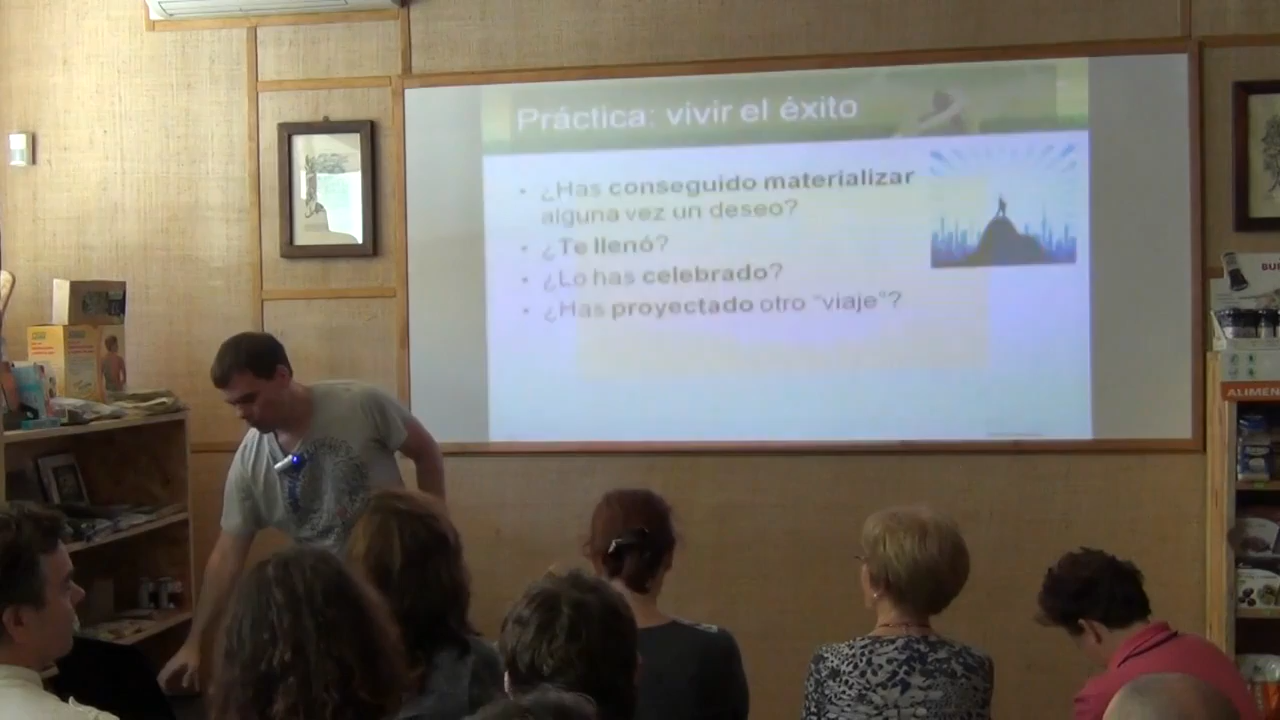 Práctica: vivir el éxito
• ¿Has conseguido materializar
alguna vez un deseo?
• ¿Te llenó?
• ¿Lo has celebrado?
• ¿Has proyectado otro “viaje”?
ALIMEN